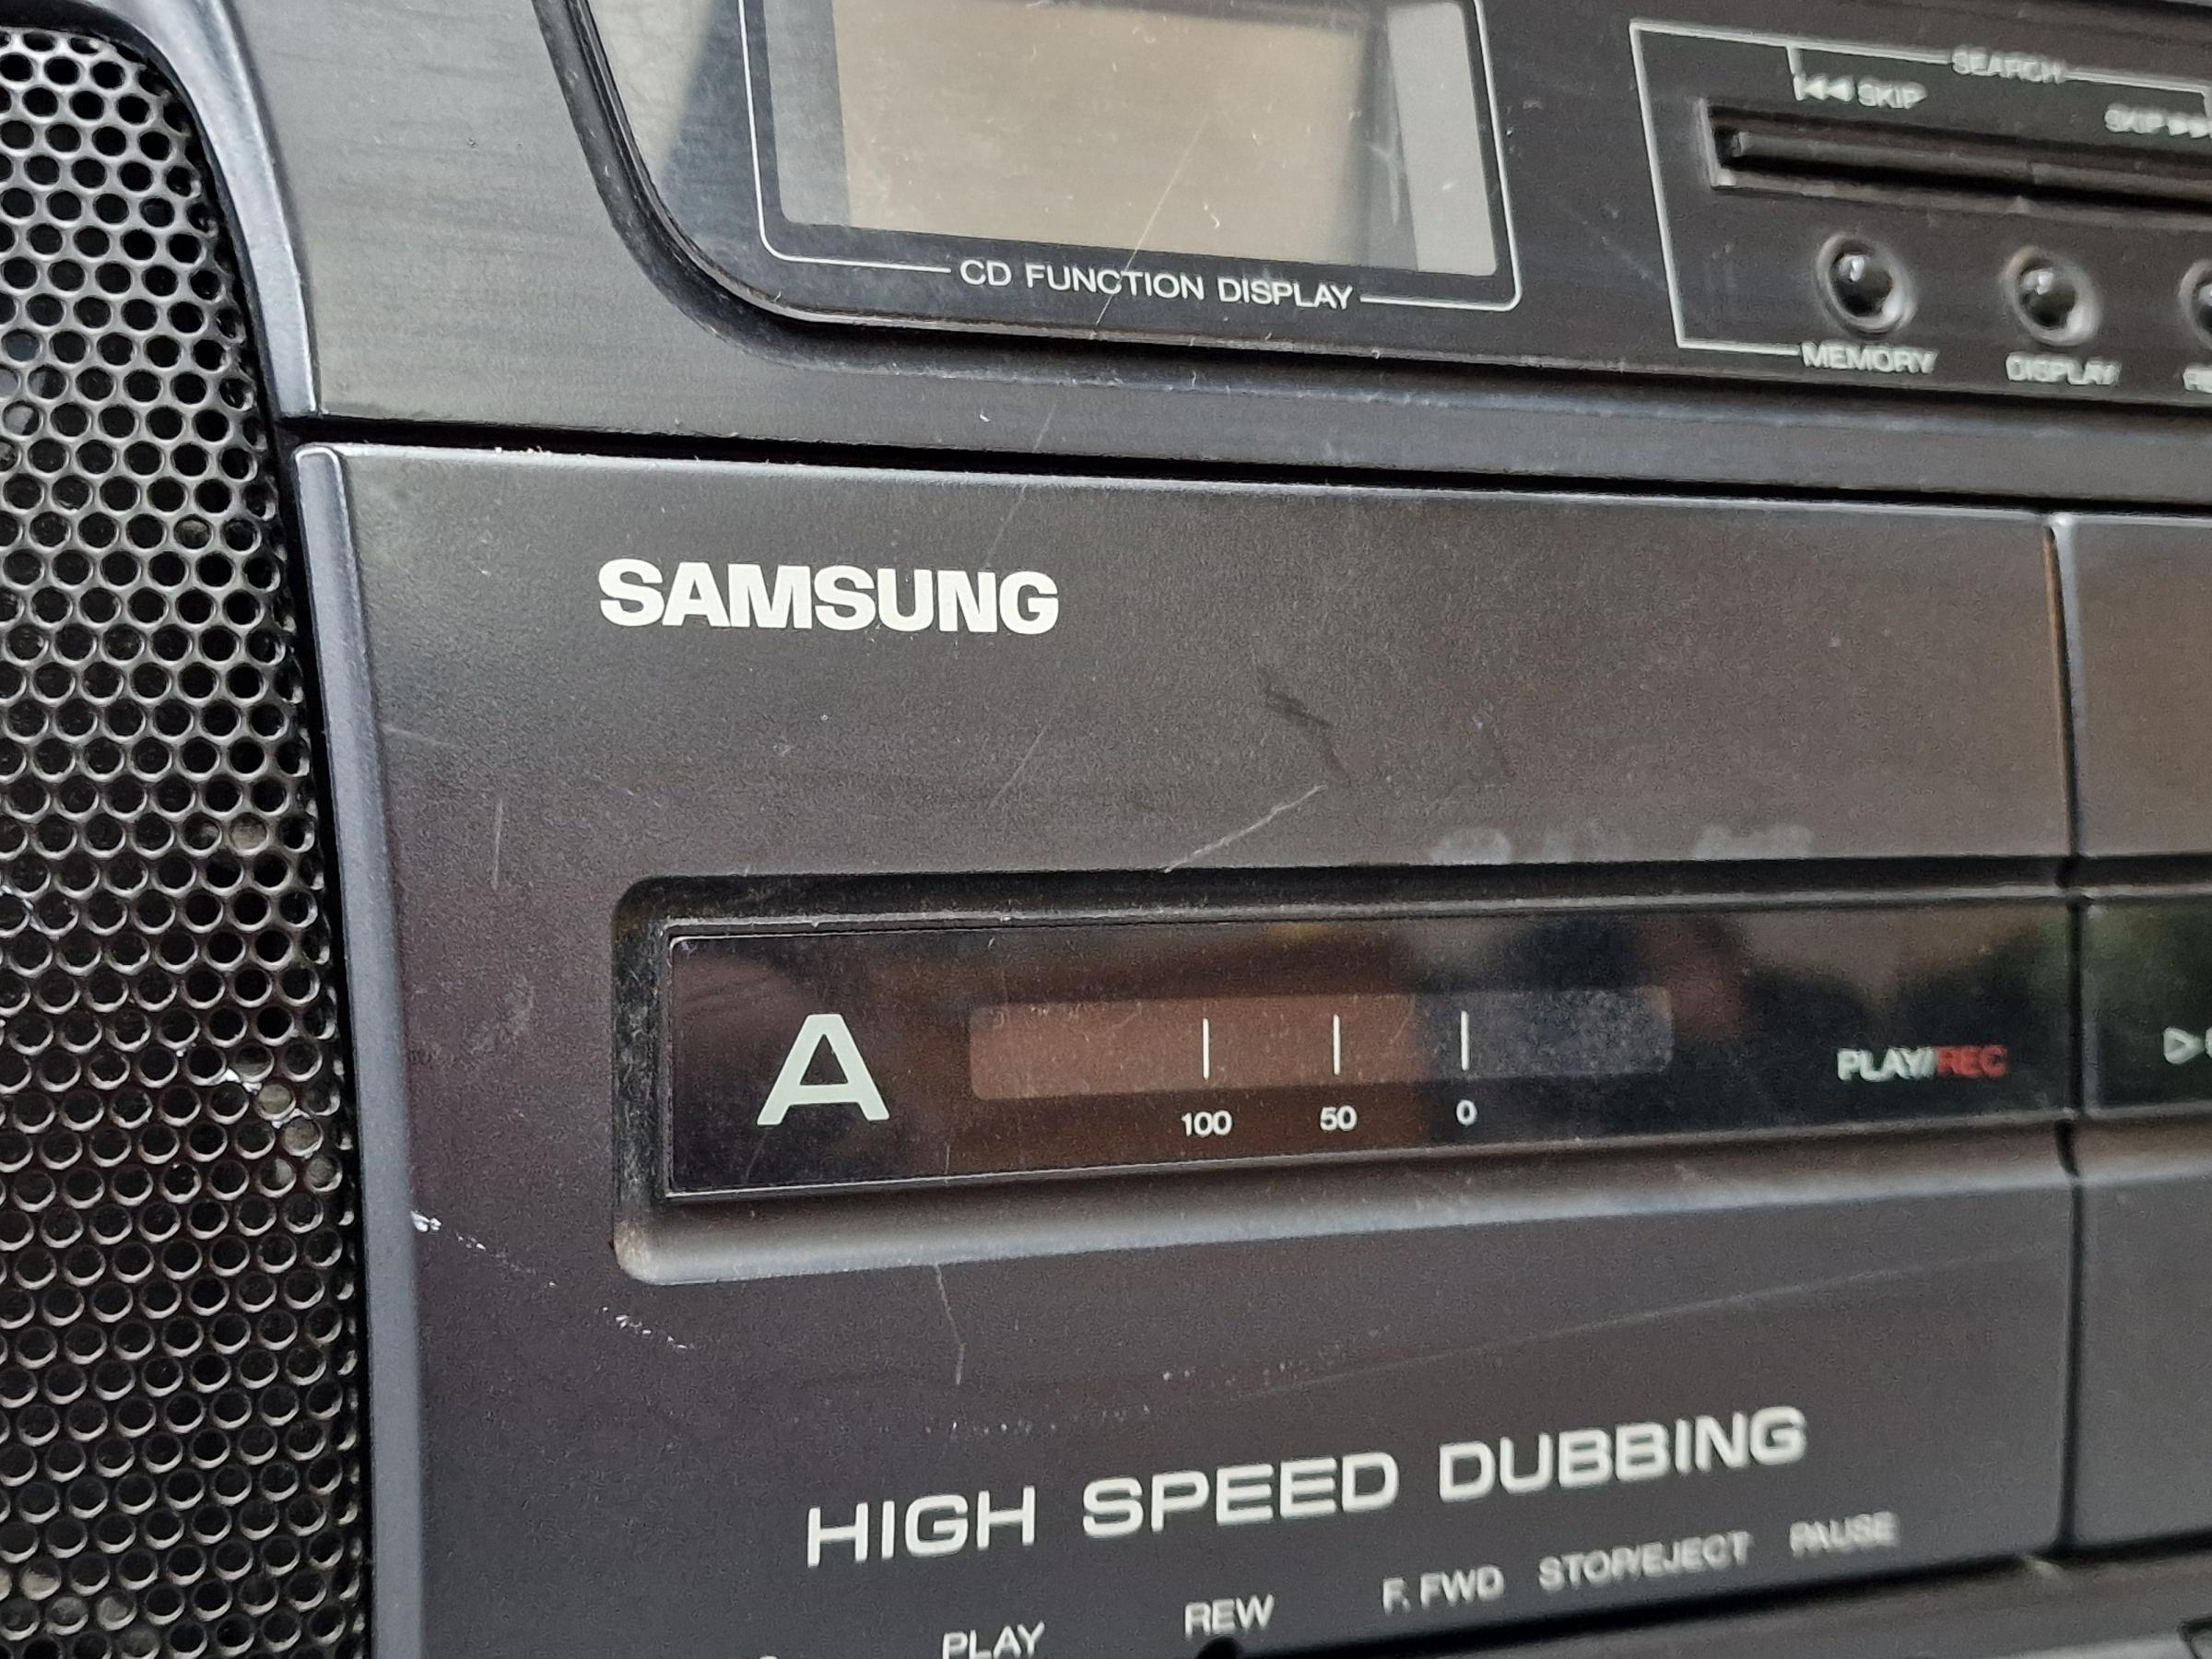 SEARCH
⏮ SKIP
SKIP
CD FUNCTION DISPLAY
MEMORY
DISPLAY
SAMSUNG
A
100 50 0
PLAY/REC
HIGH SPEED DUBBING
PLAY REW F. FWD STOP/EJECT PAUSE